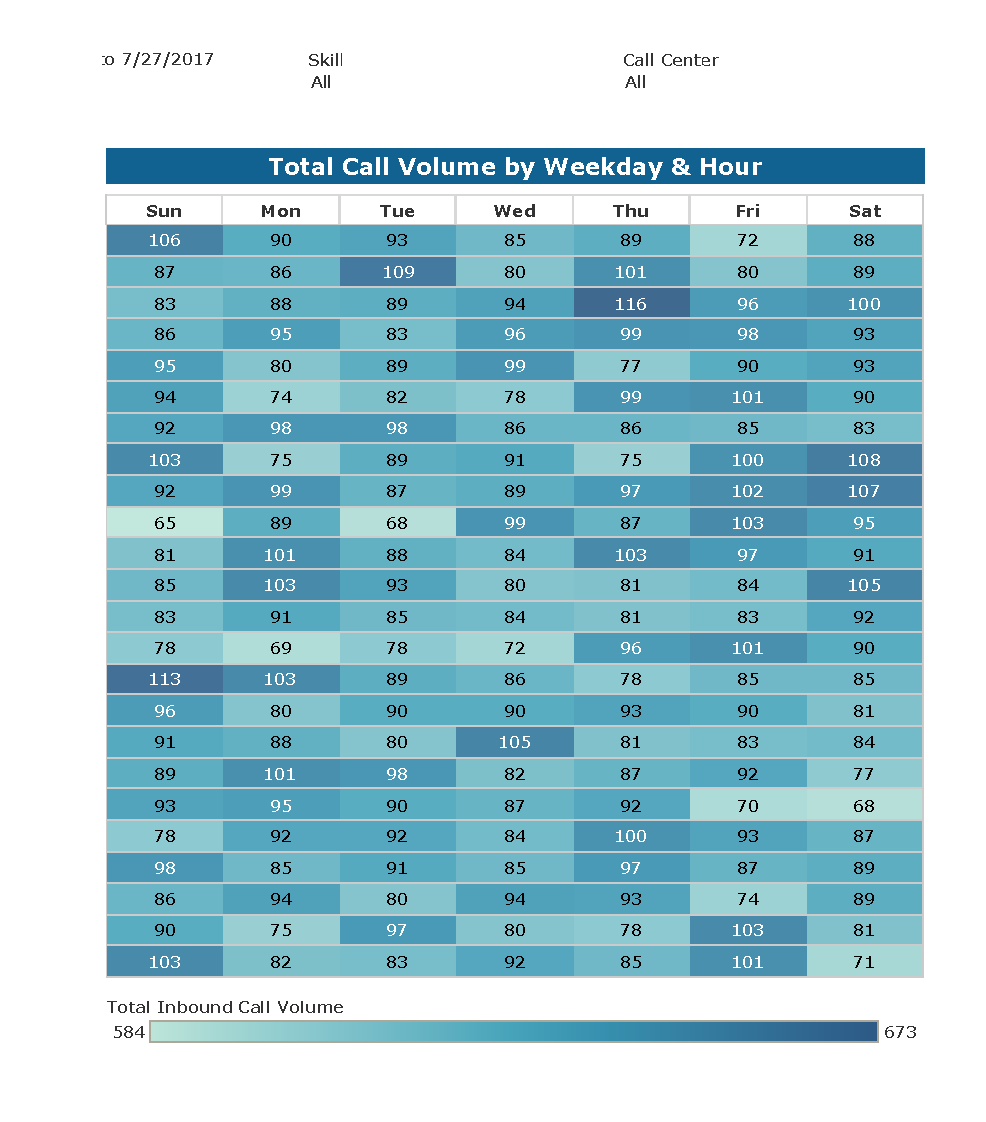 to 7/27/2017 Skill Call Center
All All
Total Call Volume by Weekday & Hour
Sun Mon Tue Wed Thu Fri Sat
106 90 93 85 89 72 88
87 86 109 80 101 80 89
83 88 89 94 116 96 100
86 95 83 96 99 98 93
95 80 89 99 77 90 93
94 74 82 78 99 101 90
92 98 98 86 86 85 83
103 75 89 91 75 100 108
92 99 87 89 97 102 107
65 89 68 99 87 103 95
81 101 88 84 103 97 91
85 103 93 80 81 84 105
83 91 85 84 81 83 92
78 69 78 72 96 101 90
113 103 89 86 78 85 85
96 80 90 90 93 90 81
91 88 80 105 81 83 84
89 101 98 82 87 92 77
93 95 90 87 92 70 68
78 92 92 84 100 93 87
98 85 91 85 97 87 89
86 94 80 94 93 74 89
90 75 97 80 78 103 81
103 82 83 92 85 101 71
Total Inbound Call Volume
584 673